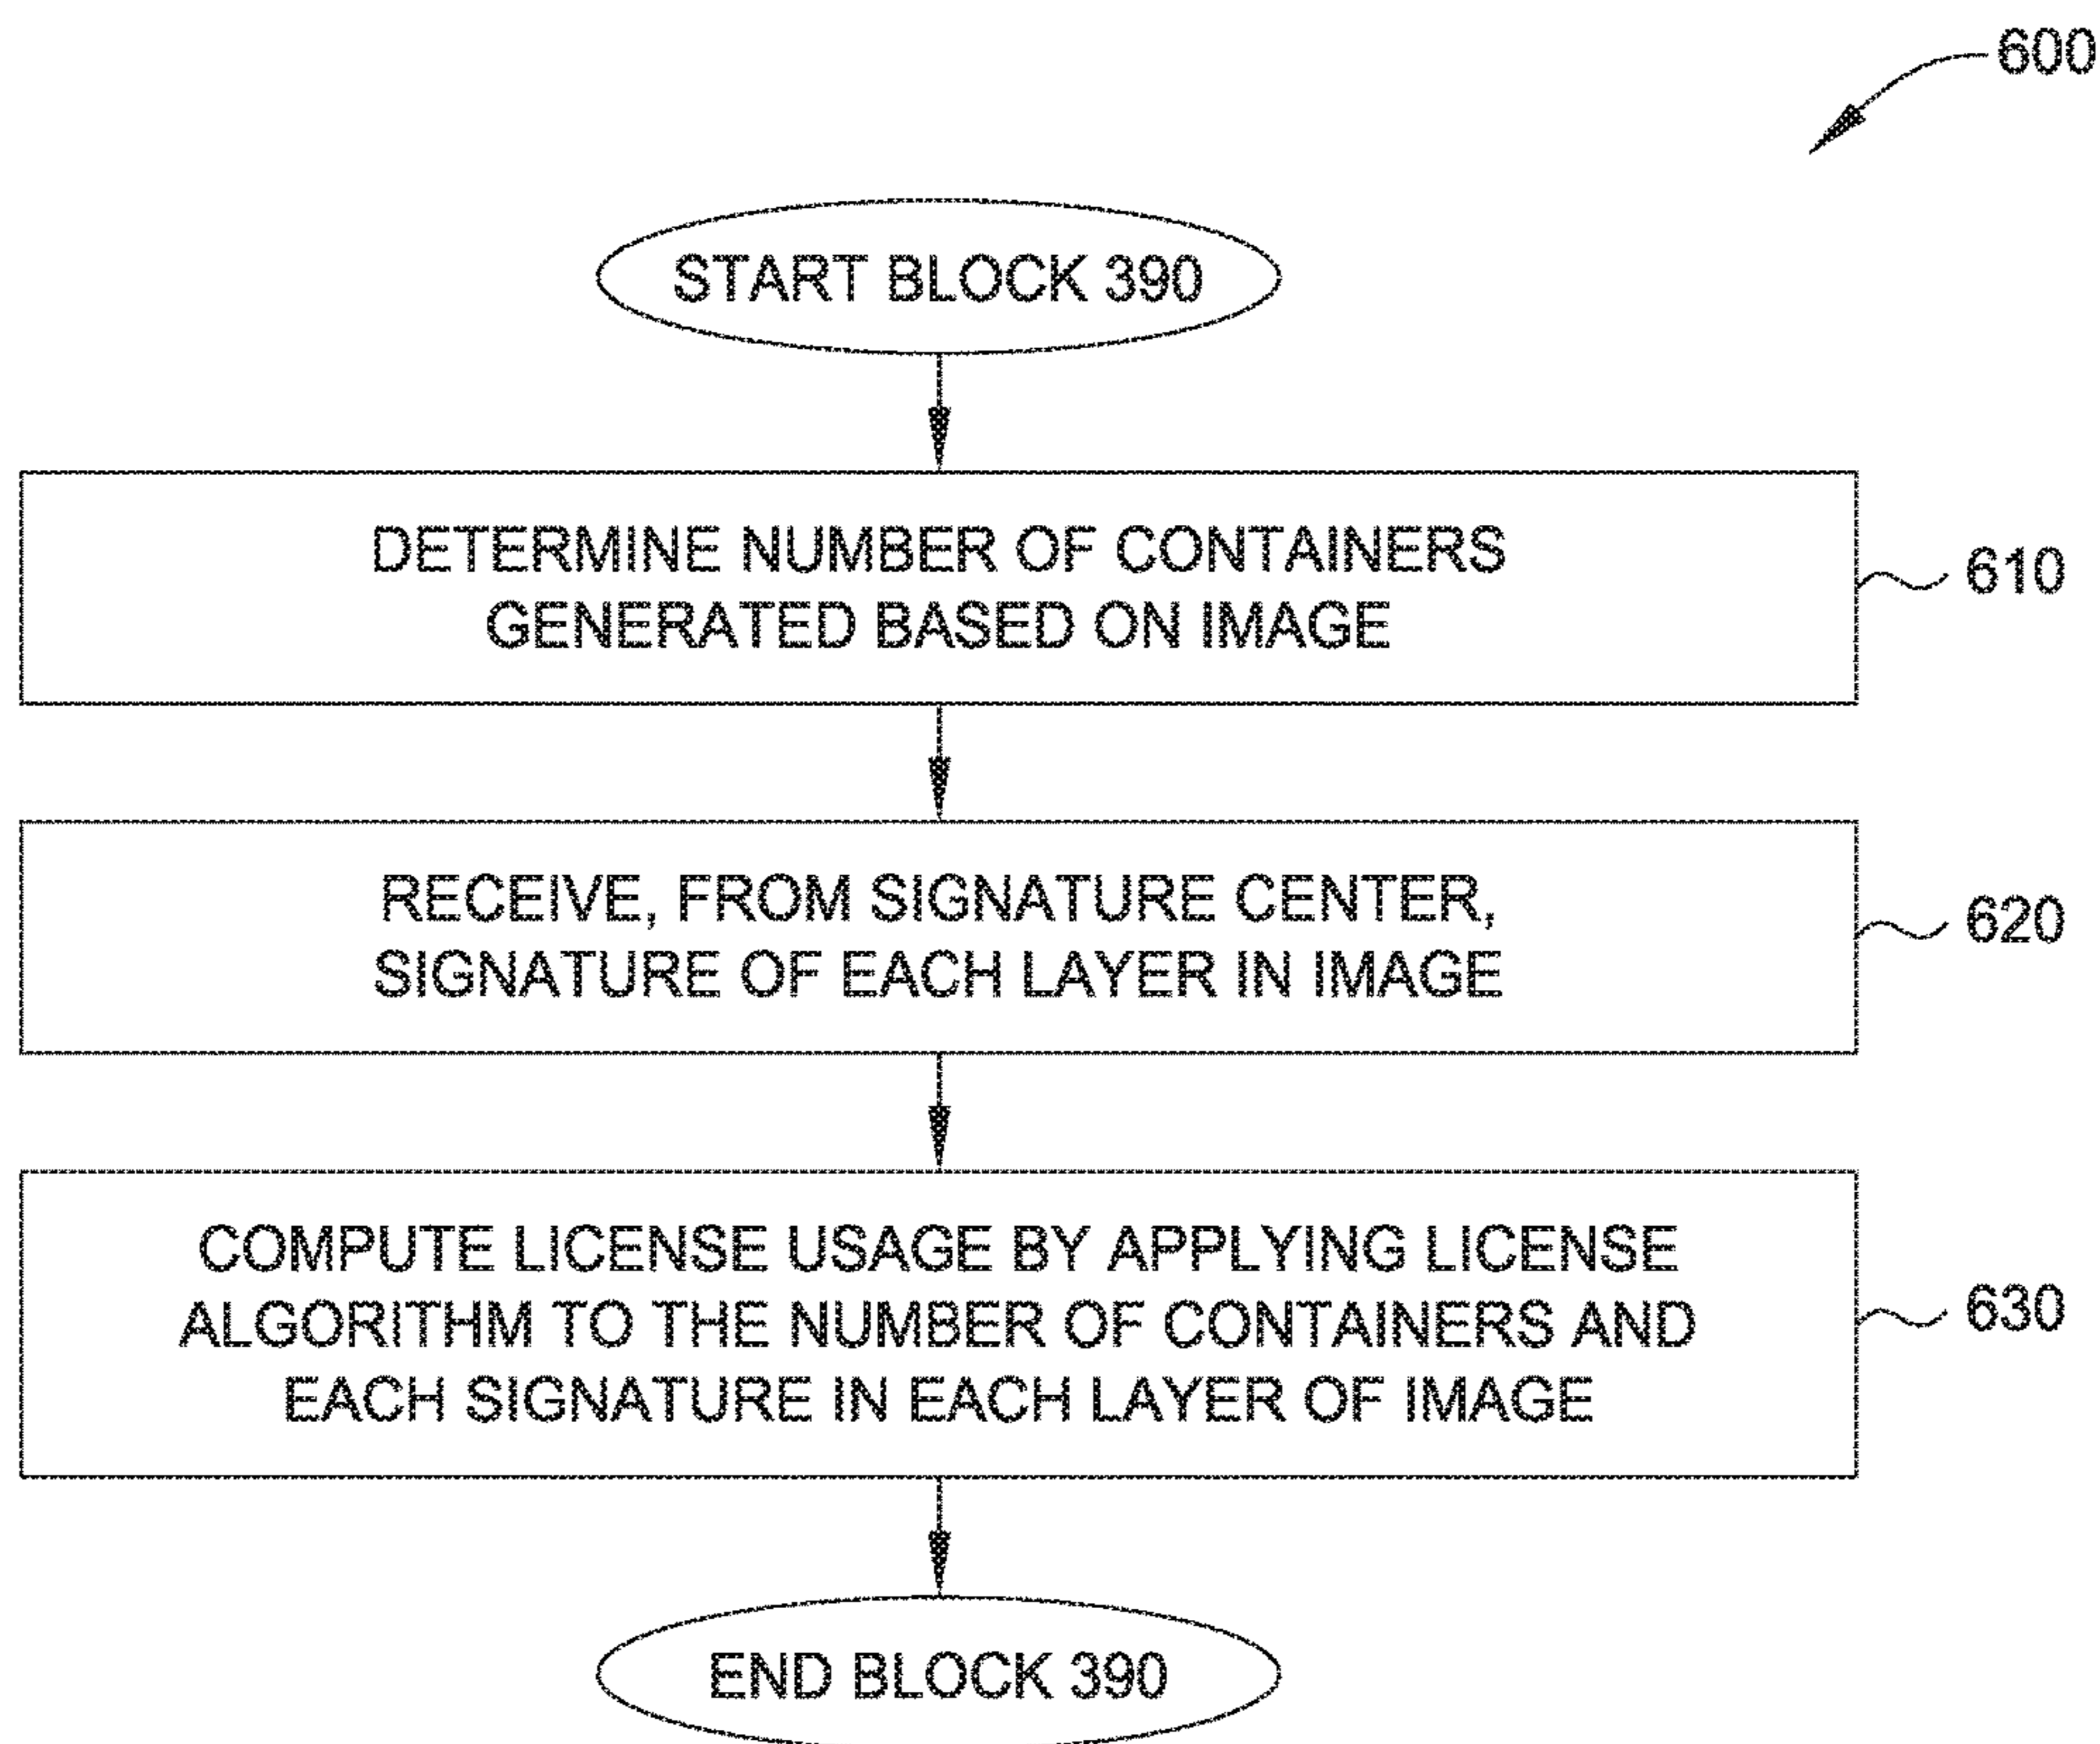 600
START BLOCK 390
DETERMINE NUMBER OF CONTAINERS
GENERATED BASED ON IMAGE
610
RECEIVE, FROM SIGNATURE CENTER,
SIGNATURE OF EACH LAYER IN IMAGE
620
COMPUTE LICENSE USAGE BY APPLYING LICENSE
ALGORITHM TO THE NUMBER OF CONTAINERS AND
EACH SIGNATURE IN EACH LAYER OF IMAGE
630
END BLOCK 390